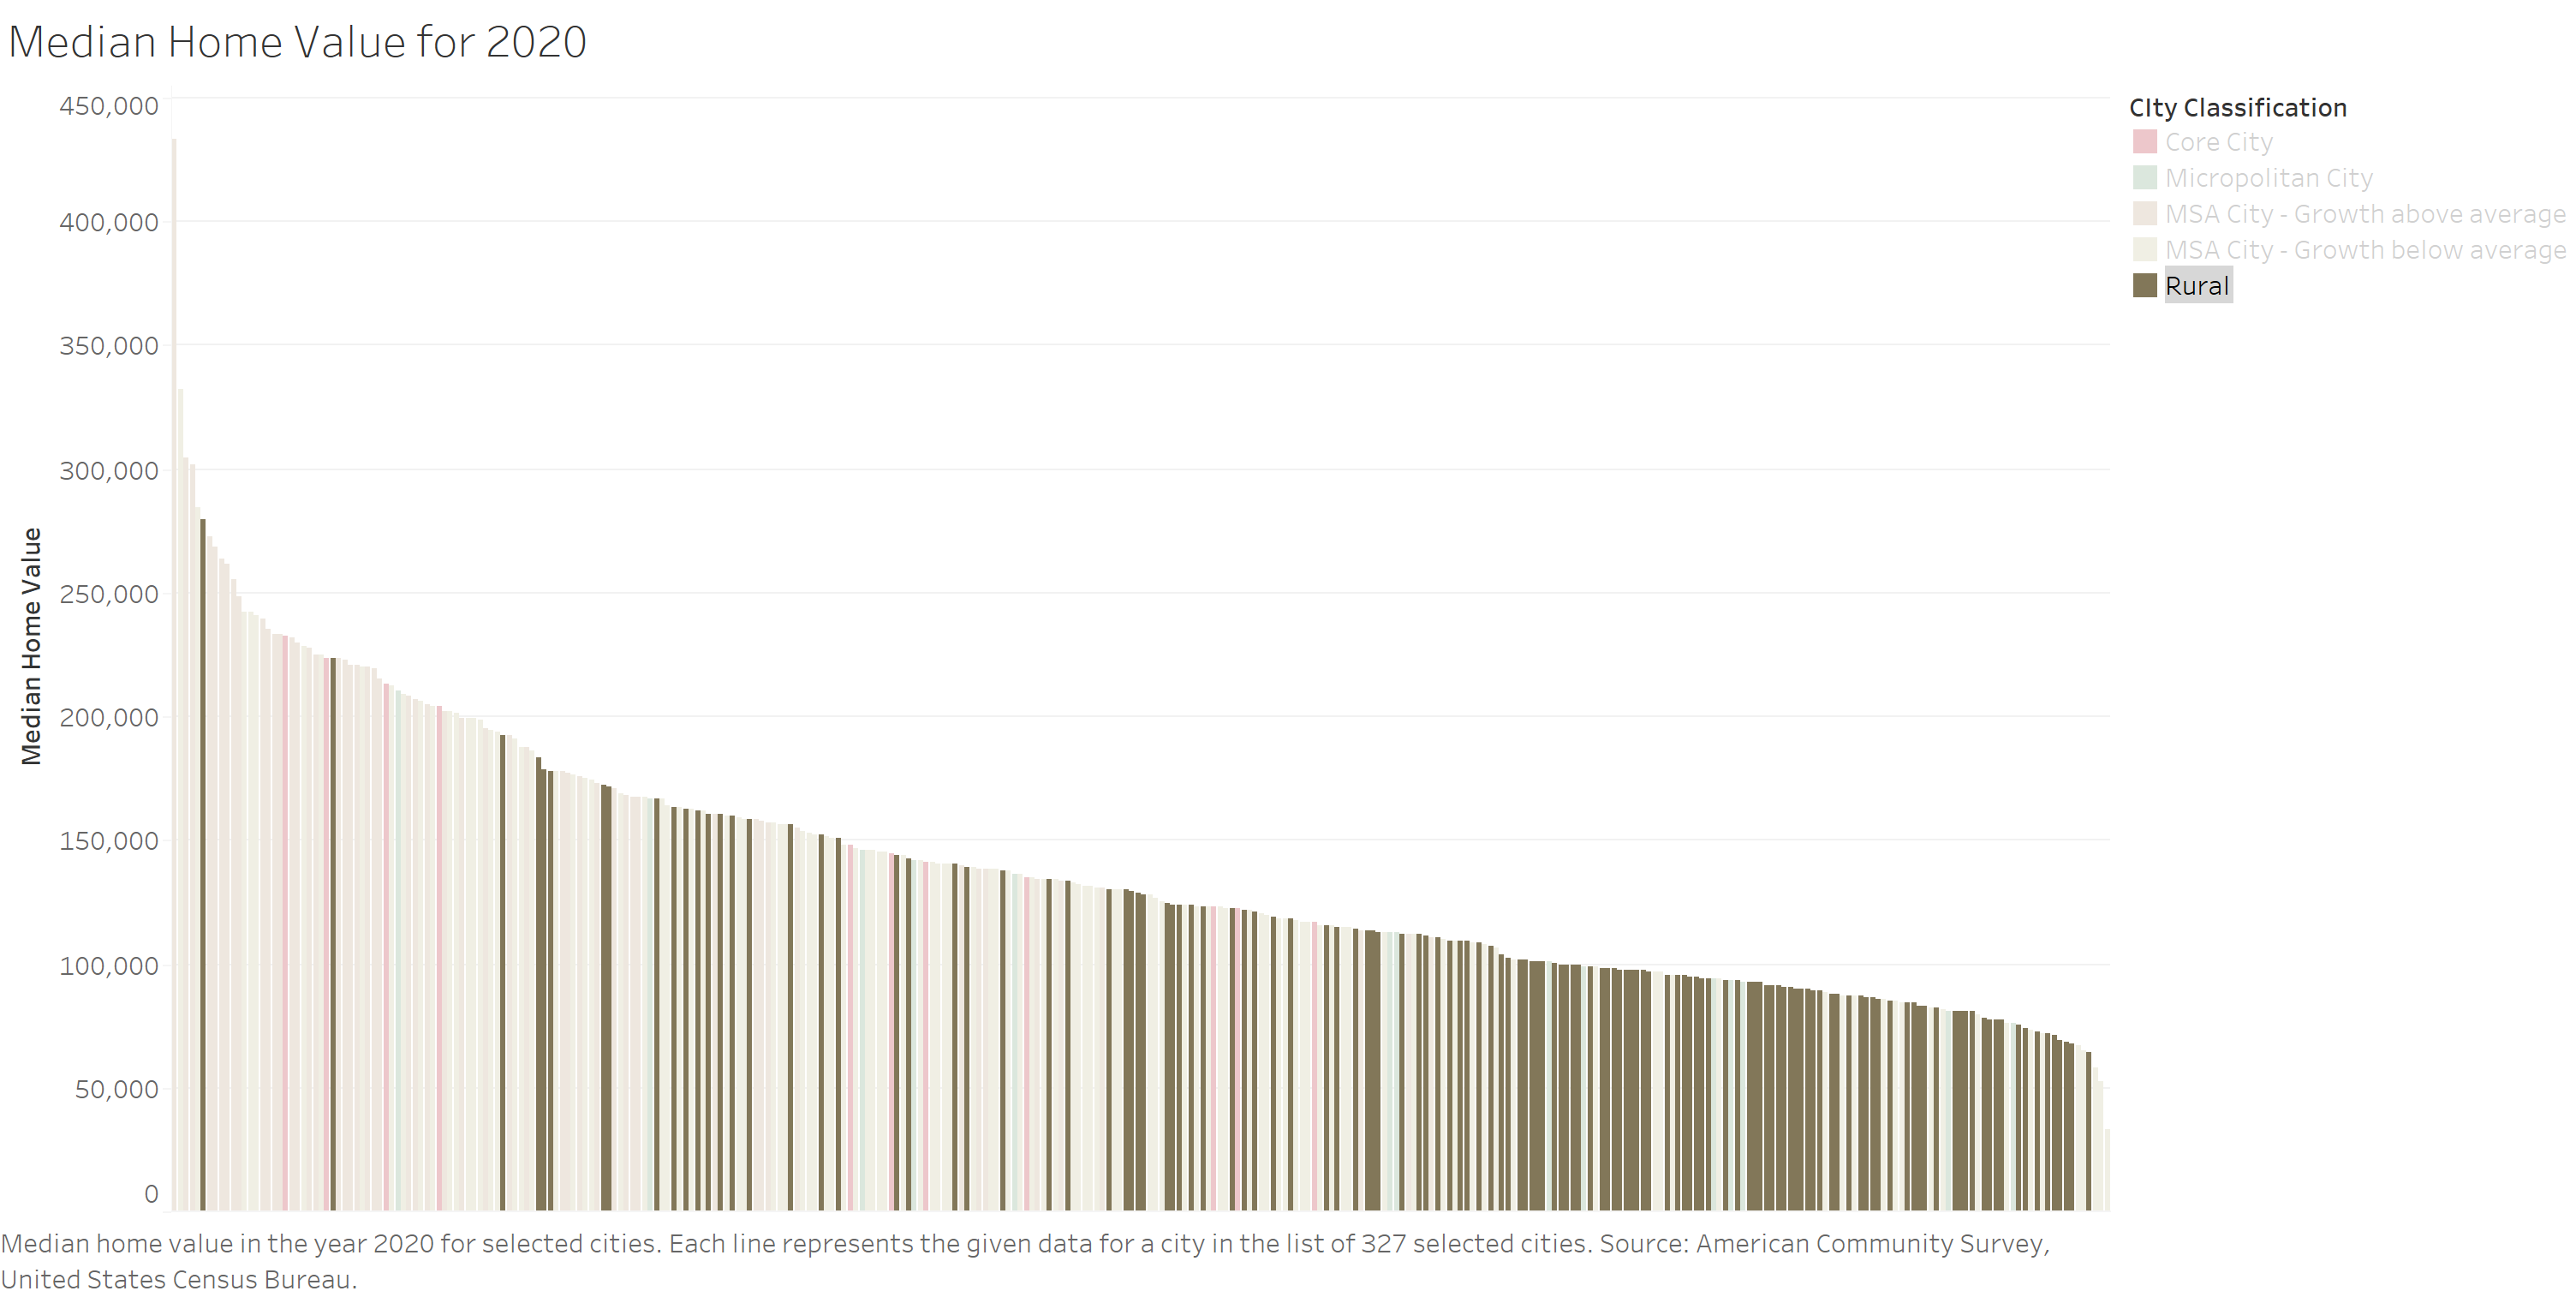 Median Home Value for 2020
450,000
400,000
350,000
300,000
250,000
200,000
150,000
100,000
50,000
0
Median Home Value
CIty Classification
Core City
Micropolitan City
MSA City - Growth above average
MSA City - Growth below average
Rural
Median home value in the year 2020 for selected cities. Each line represents the given data for a city in the list of 327 selected cities. Source: American Community Survey,
United States Census Bureau.